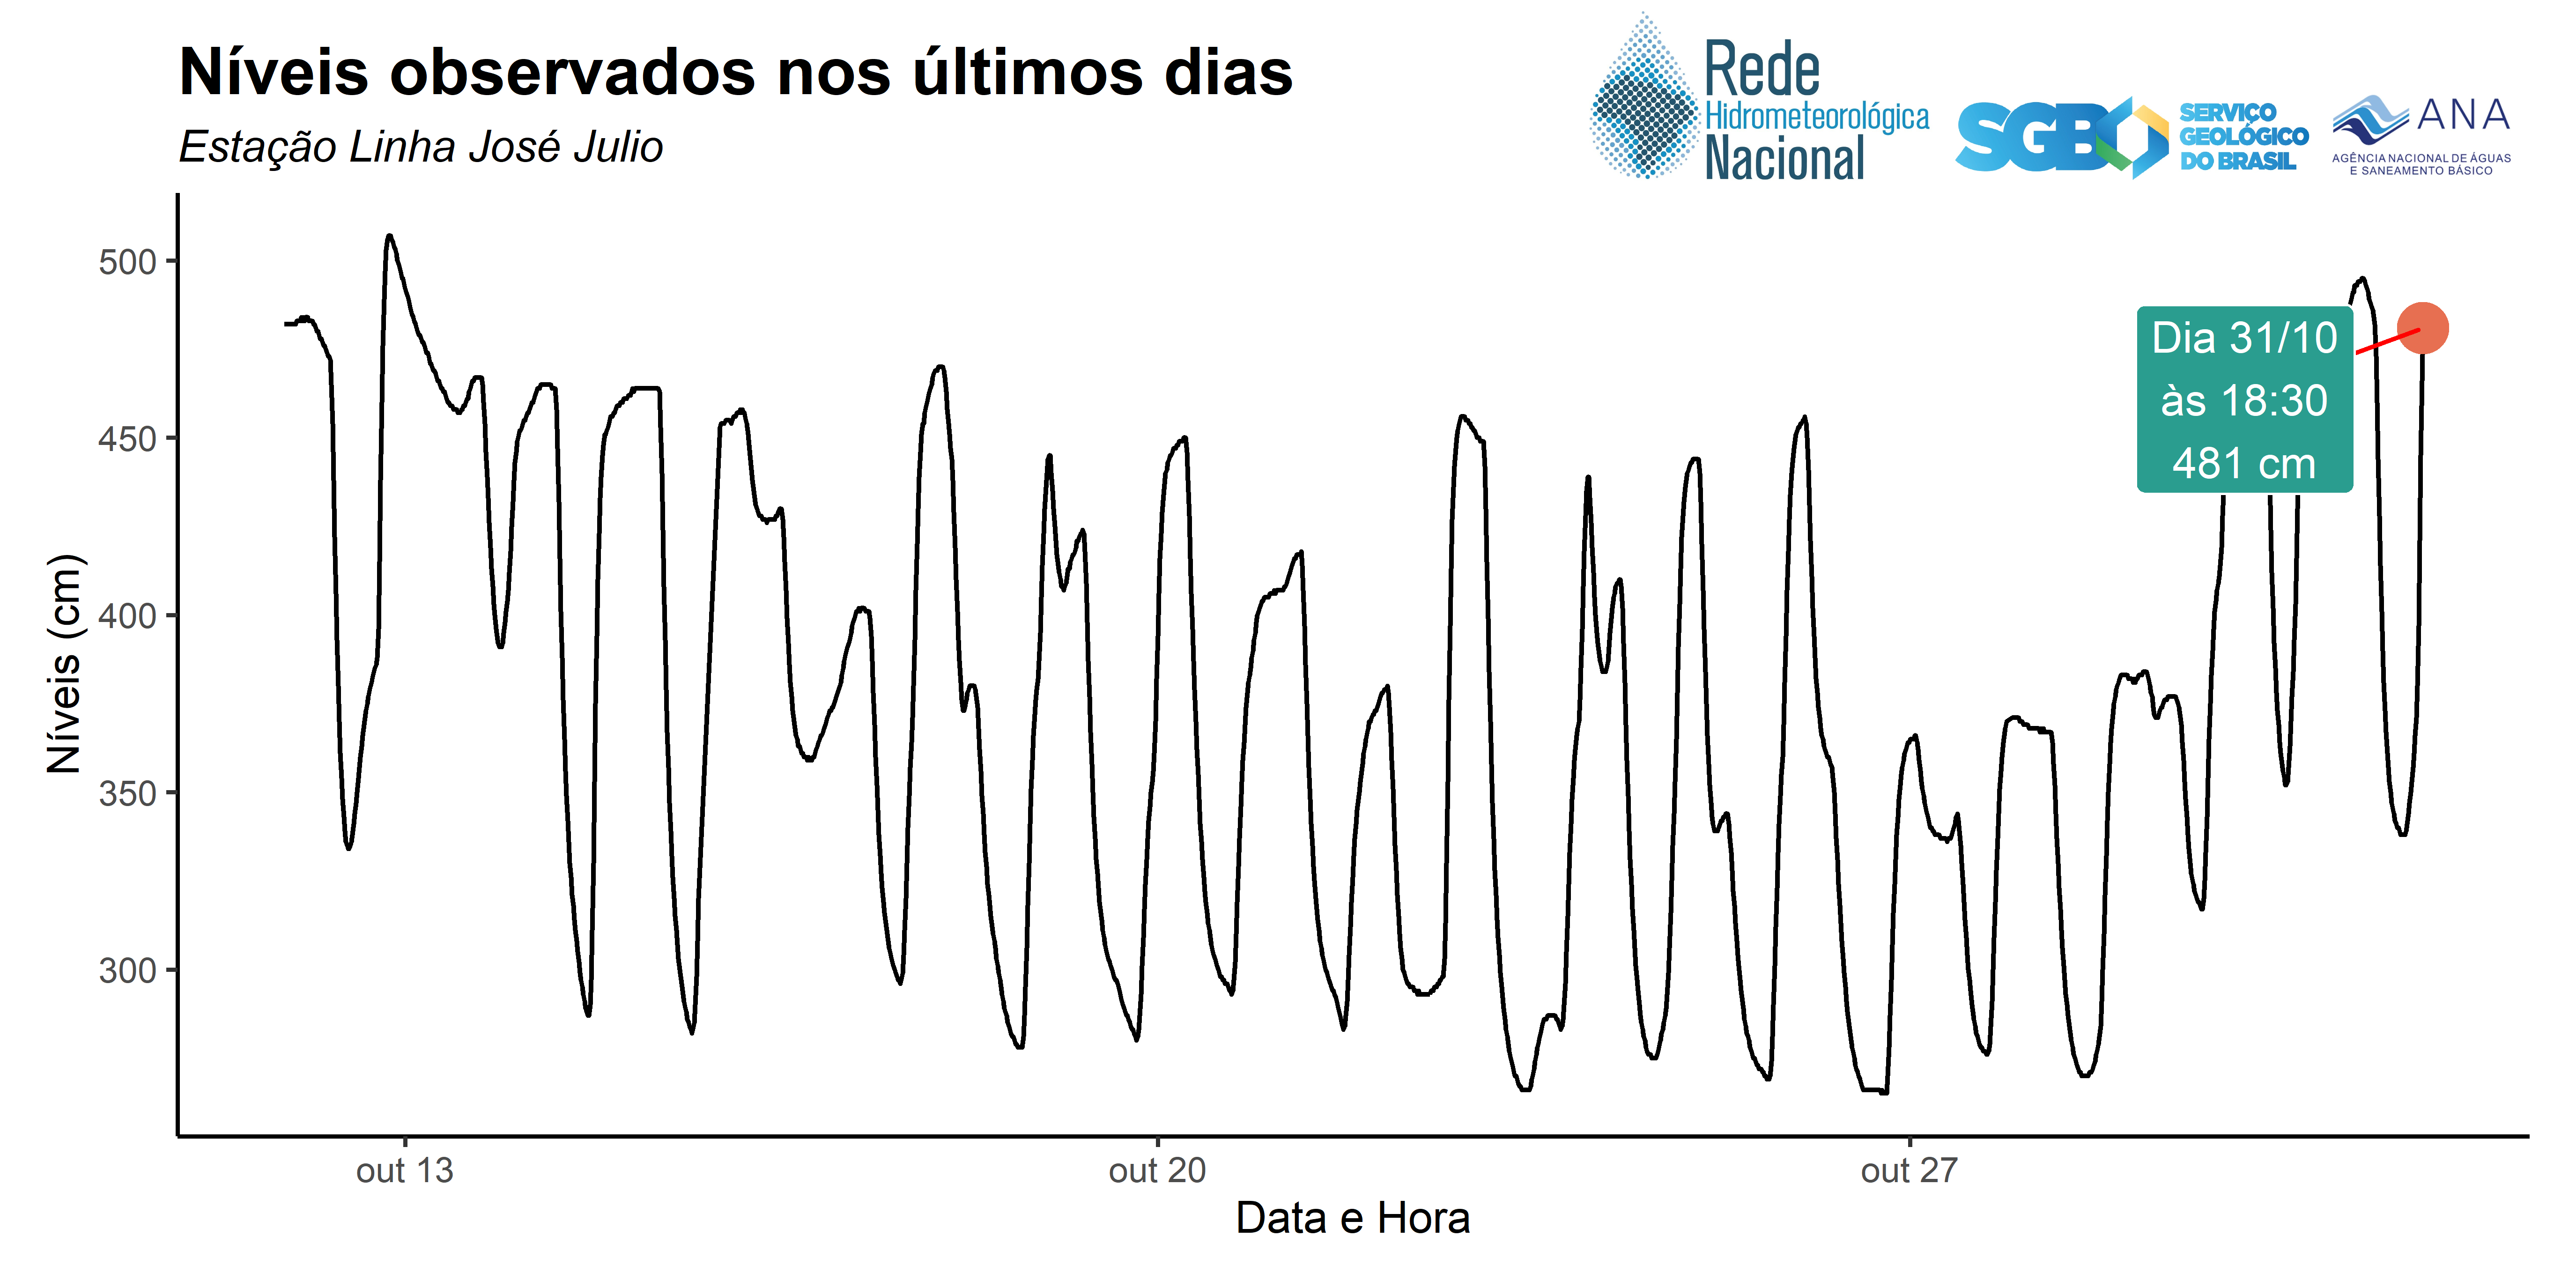 Níveis observados nos últimos dias
Estação Linha José Julio
Rede
Hidrometeorológica
Nacional
SGB
SERVIÇO
GEOLÓGICO
DO BRASIL
ANA
AGÊNCIA NACIONAL DE ÁGUAS
E SANEAMENTO BÁSICO
Níveis (cm)
500
450
400
350
300
Dia 31/10
às 18:30
481 cm
out 13
out 20
out 27
Data e Hora